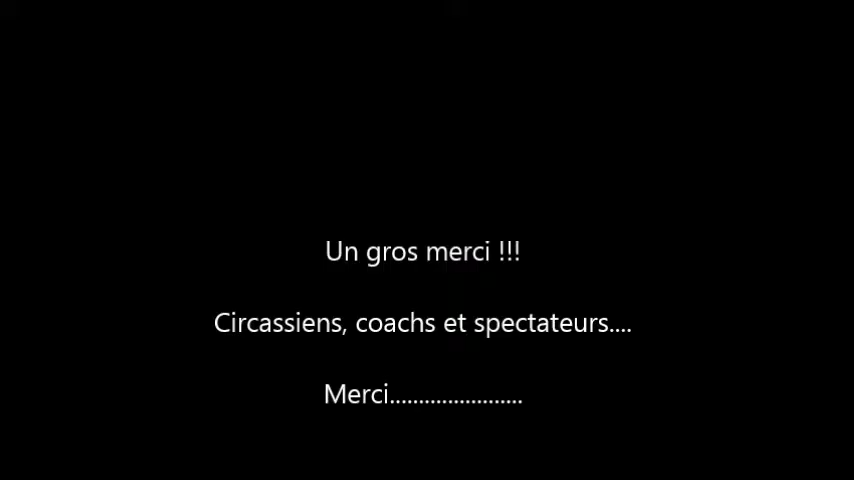 Un gros merci !!!
Circassiens, coachs et spectateurs....
Merci.......................